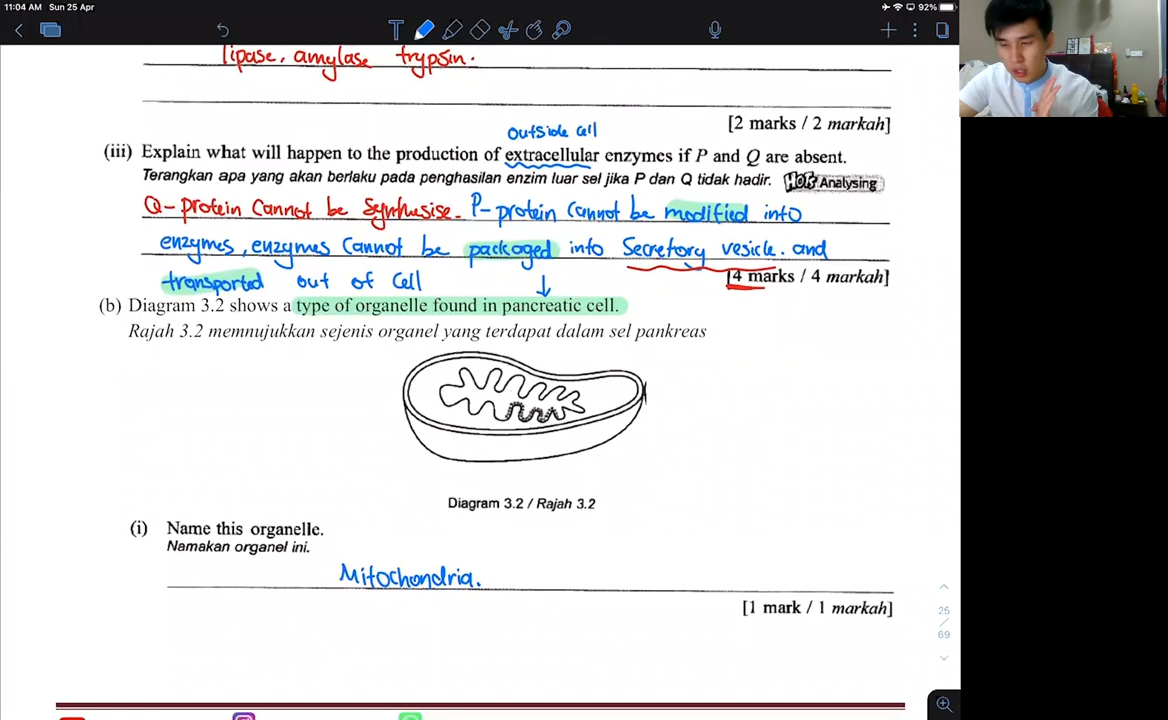 11:04 AM Sun 25 Apr
92%
T
lipase, amylase trypsin.
[2 marks / 2 markah]
outside cell
(iii) Explain what will happen to the production of extracellular enzymes if P and Q are absent.
Terangkan apa yang akan berlaku pada penghasilan enzim luar sel jika P dan Q tidak hadir. HOTS Analysing
Q-protein cannot be synthesise. P-protein cannot be modified into
enzymes, enzymes cannot be packaged into secretory vesicle. and
transported out of cell
[4 marks / 4 markah]
(b) Diagram 3.2 shows a type of organelle found in pancreatic cell.
Rajah 3.2 memnujukkan sejenis organel yang terdapat dalam sel pankreas
Diagram 3.2 / Rajah 3.2
(i) Name this organelle.
Namakan organel ini.
Mitochondria.
[1 mark / 1 markah]
25
/
69